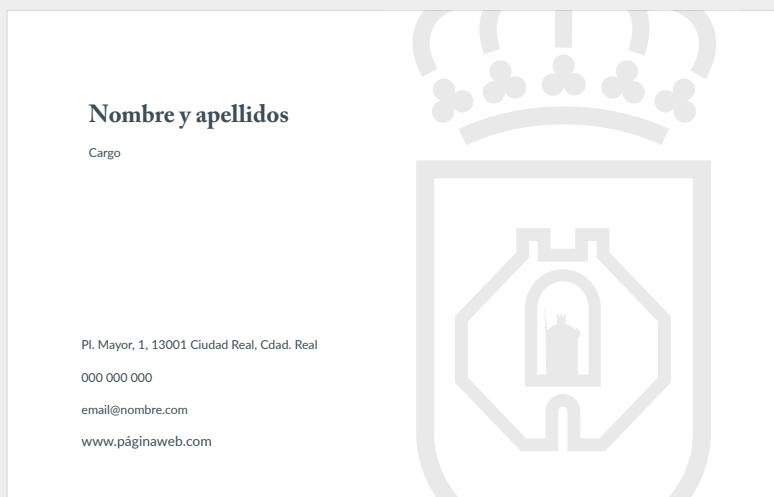 Nombre y apellidos
Cargo
Pl. Mayor, 1, 13001 Ciudad Real, Cdad. Real
000 000 000
email@nombre.com
www.páginaweb.com